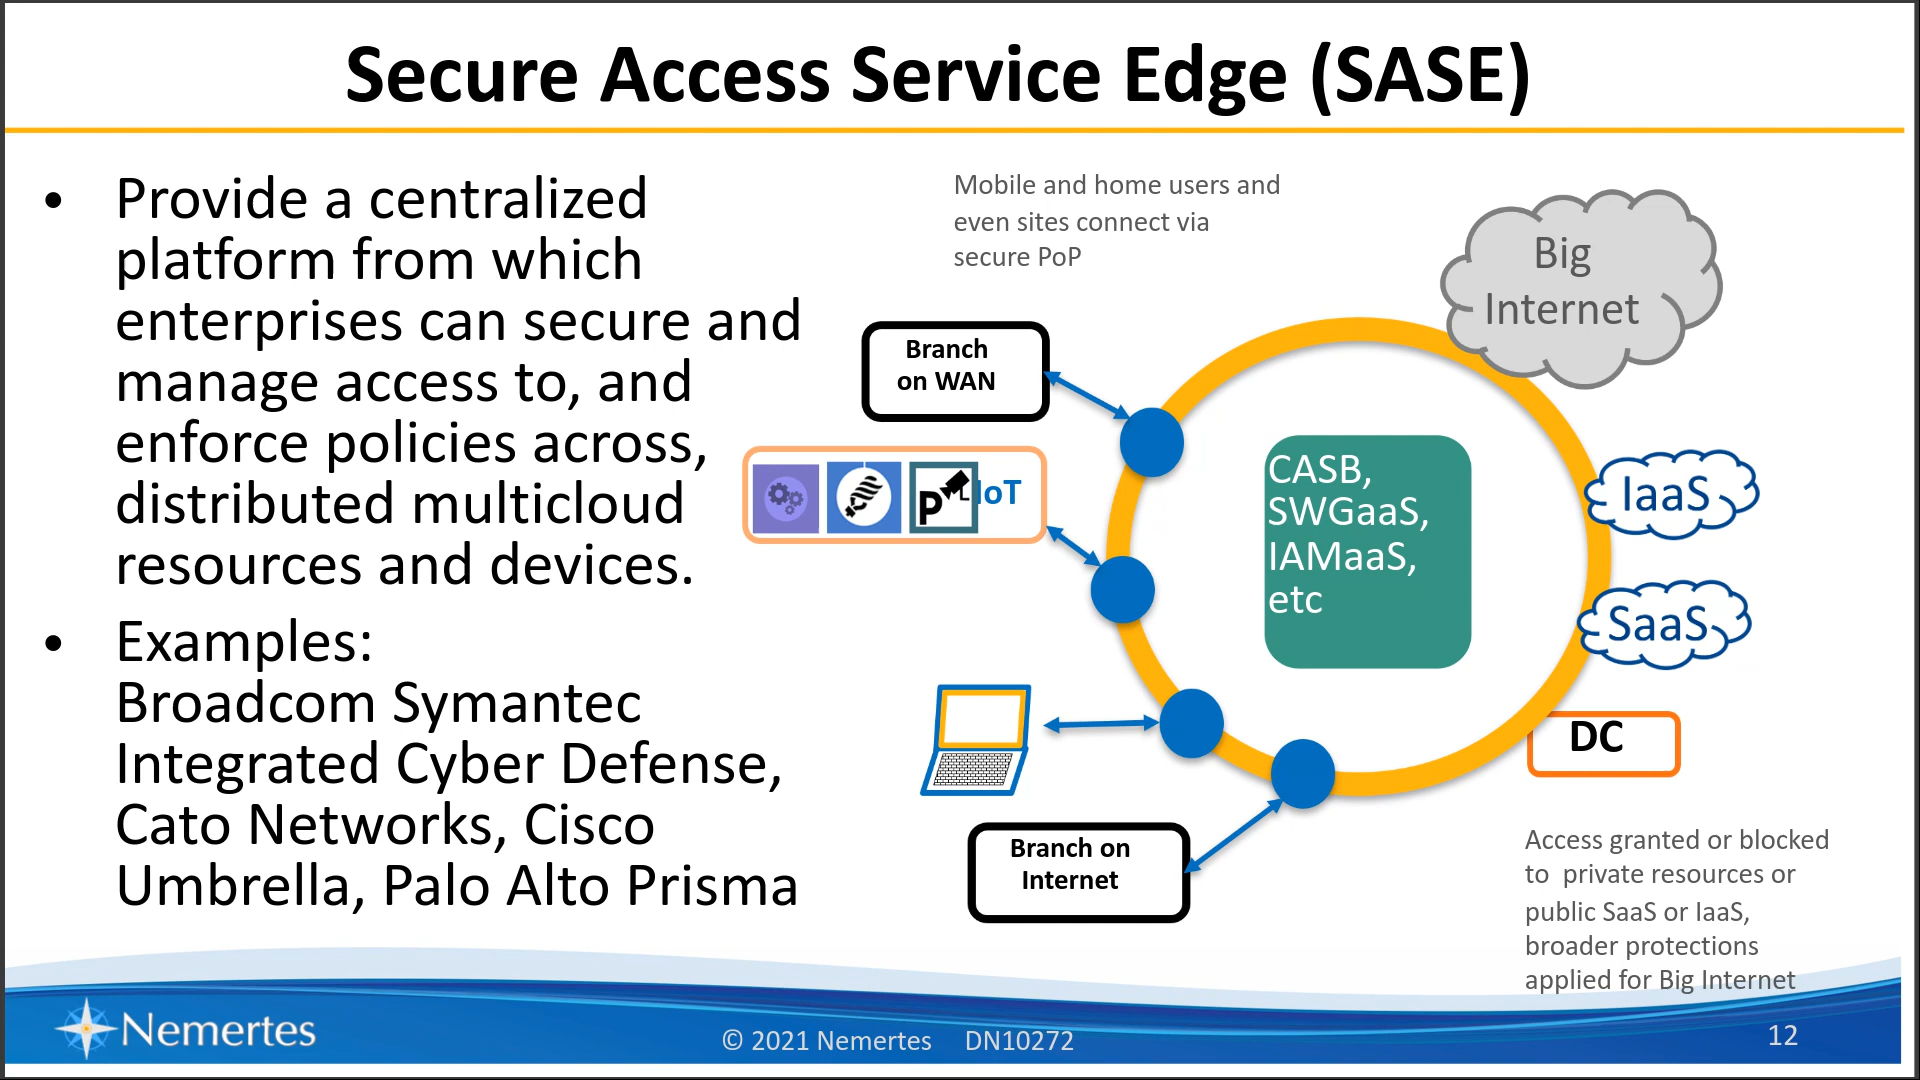 Secure Access Service Edge (SASE)
• Provide a centralized
platform from which
enterprises can secure and
manage access to, and
enforce policies across,
distributed multicloud
resources and devices.
• Examples:
Broadcom Symantec
Integrated Cyber Defense,
Cato Networks, Cisco
Umbrella, Palo Alto Prisma
Mobile and home users and
even sites connect via
secure PoP
Big
Internet
Branch
on WAN
P L IoT
CASB,
SWGaaS,
IAMaaS,
etc
IaaS
SaaS
DC
Branch on
Internet
Access granted or blocked
to private resources or
public SaaS or IaaS,
broader protections
applied for Big Internet
Nemertes
© 2021 Nemertes DN10272
12